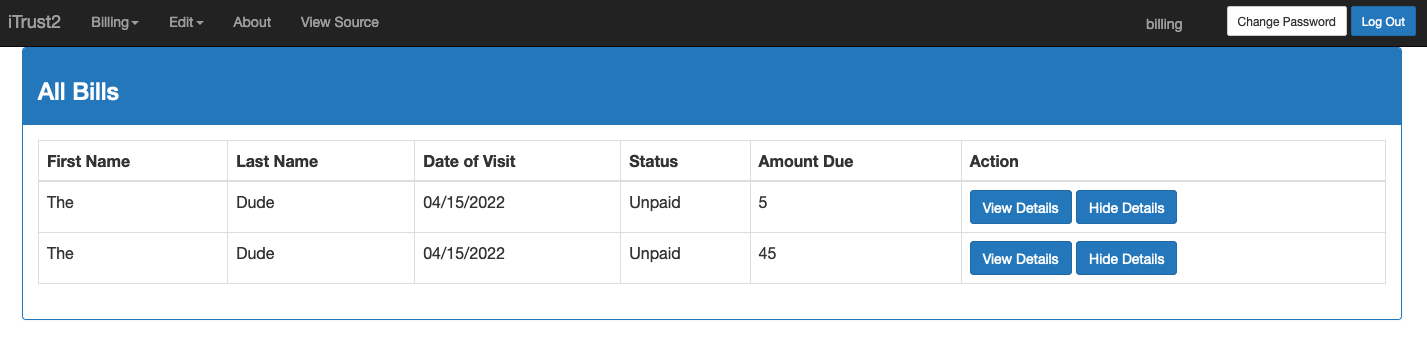 iTrust2 Billing Edit About View Source billing Change Password Log Out
All Bills
First Name Last Name Date of Visit Status Amount Due Action
The Dude 04/15/2022 Unpaid 5 View Details Hide Details
The Dude 04/15/2022 Unpaid 45 View Details Hide Details